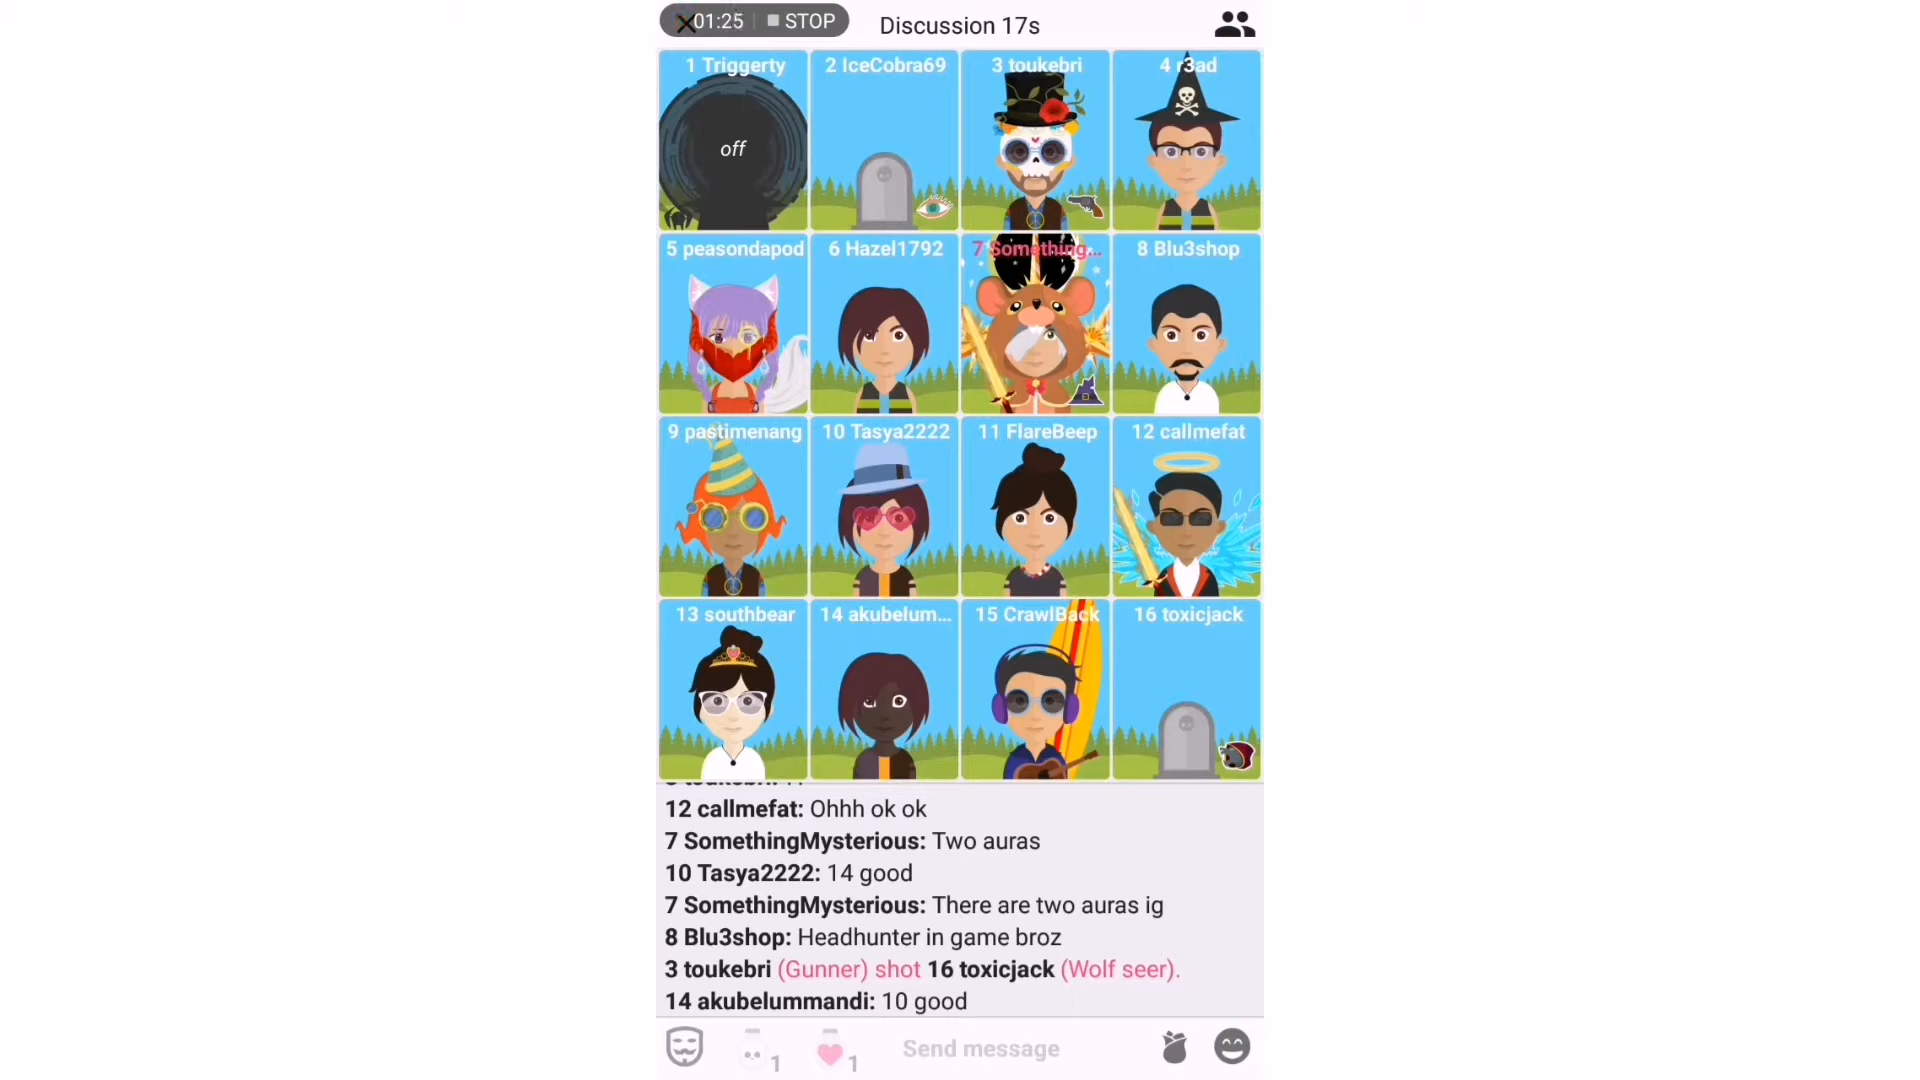 01:25 STOP Discussion 17s
1 Triggerty 2 IceCobra69 3 toukebri 4 r3ad
off
5 peasondapod 6 Hazel1792 7 Something... 8 Blu3shop
9 pastimenang 10 Tasya2222 11 FlareBeep 12 callmefat
13 southbear 14 akubelum... 15 CrawlBack 16 toxicjack
12 callmefat: Ohhh ok ok
7 SomethingMysterious: Two auras
10 Tasya2222: 14 good
7 SomethingMysterious: There are two auras ig
8 Blu3shop: Headhunter in game broz
3 toukebri (Gunner) shot 16 toxicjack (Wolf seer).
14 akubelummandi: 10 good
1 1 Send message